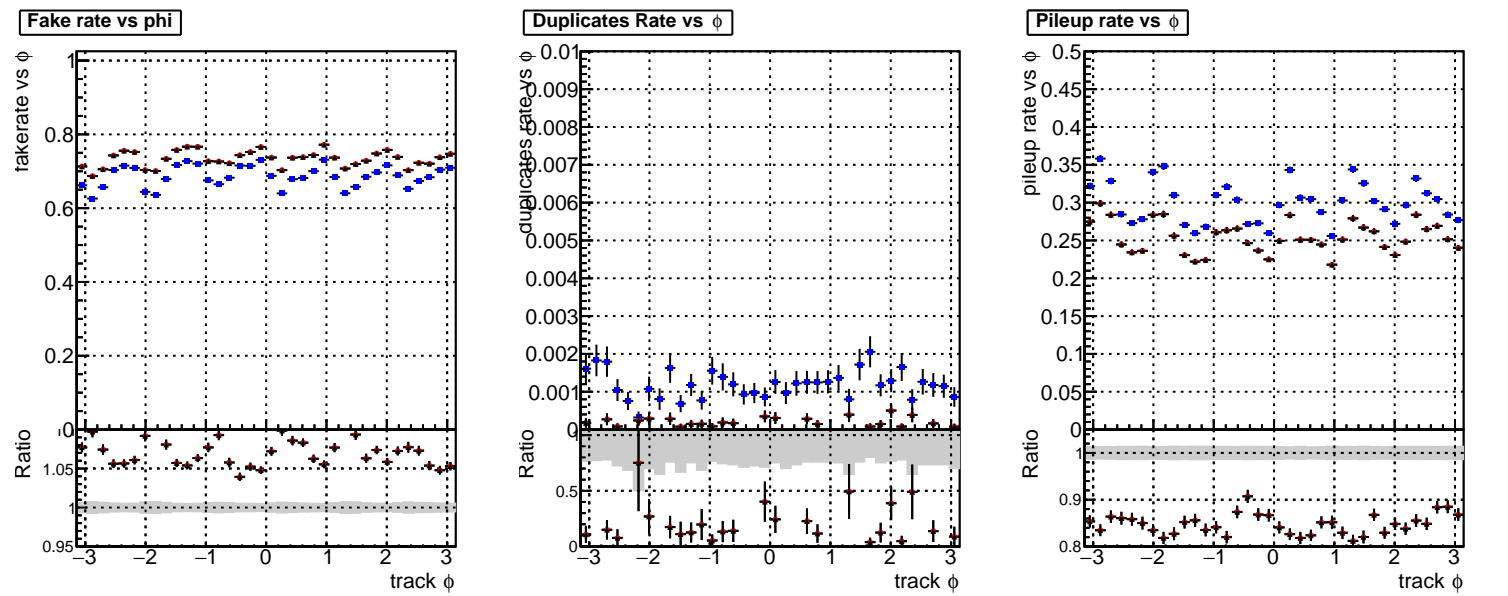 Fake rate vs phi
fakerate vs ϕ
1
0.8
0.6
0.4
0.2
0
Ratio
1.05
1
0.95
−3 −2 −1 0 1 2 3
track ϕ
Duplicates Rate vs ϕ
duplicates rate vs ϕ
0.01
0.009
0.008
0.007
0.006
0.005
0.004
0.003
0.002
0.001
0
Ratio
0.5
0
−3 −2 −1 0 1 2 3
track ϕ
Pileup rate vs ϕ
pileup rate vs ϕ
0.5
0.45
0.4
0.35
0.3
0.25
0.2
0.15
0.1
0.05
0
Ratio
1
0.9
0.8
−3 −2 −1 0 1 2 3
track ϕ